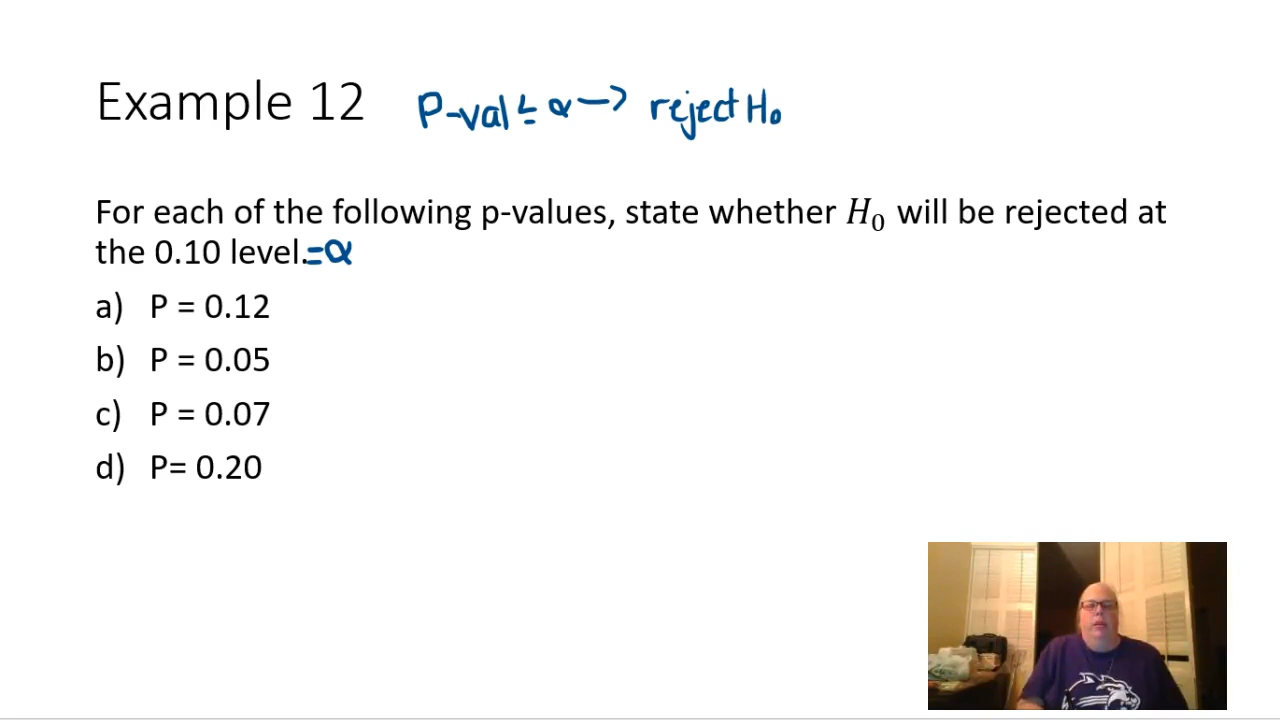 Example 12 P-val ≤ α → reject H₀
For each of the following p-values, state whether H₀ will be rejected at
the 0.10 level. = α
a) P = 0.12
b) P = 0.05
c) P = 0.07
d) P= 0.20